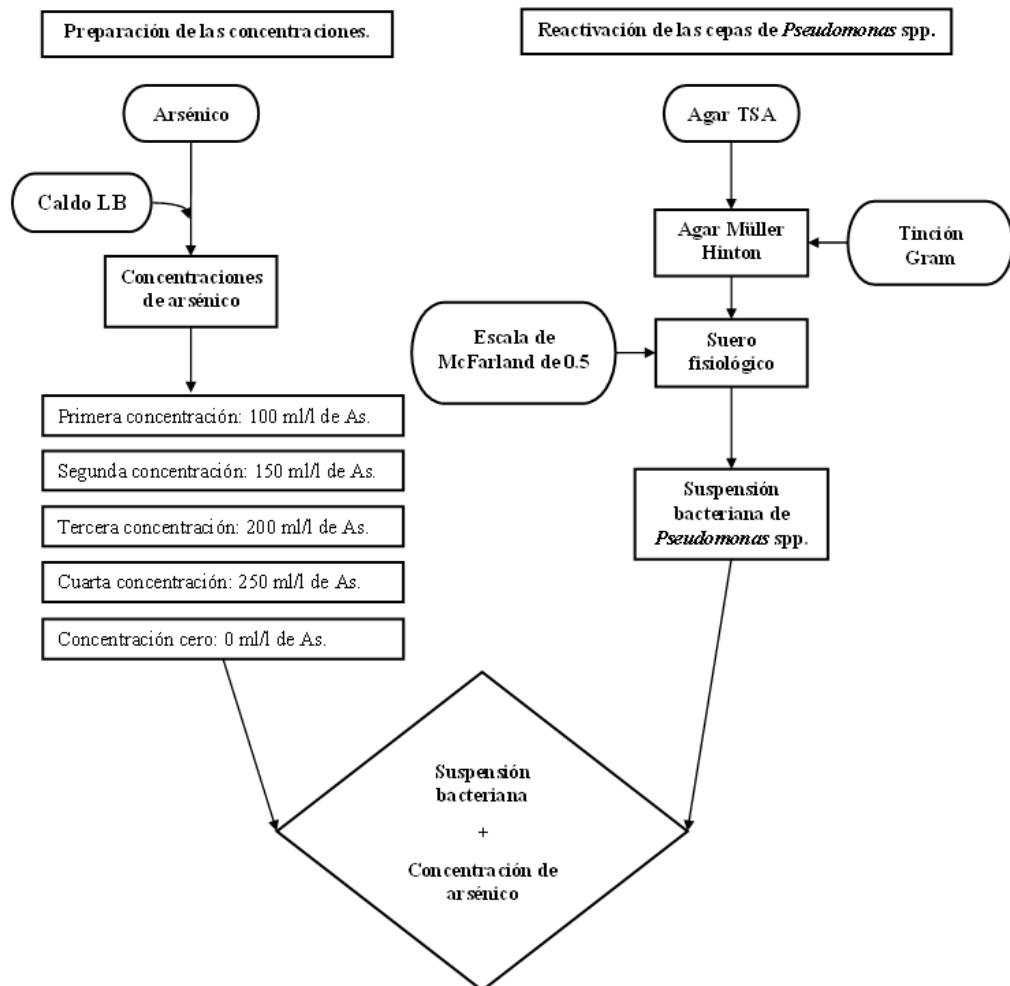 Preparación de las concentraciones.
Arsénico
Caldo LB
Concentraciones
de arsénico
Primera concentración: 100 ml/l de As.
Segunda concentración: 150 ml/l de As.
Tercera concentración: 200 ml/l de As.
Cuarta concentración: 250 ml/l de As.
Concentración cero: 0 ml/l de As.
Reactivación de las cepas de Pseudomonas spp.
Agar TSA
Agar Müller
Hinton
Tinción
Gram
Escala de
McFarland de 0.5
Suero
fisiológico
Suspensión
bacteriana de
Pseudomonas spp.
Suspensión
bacteriana
+
Concentración de
arsénico